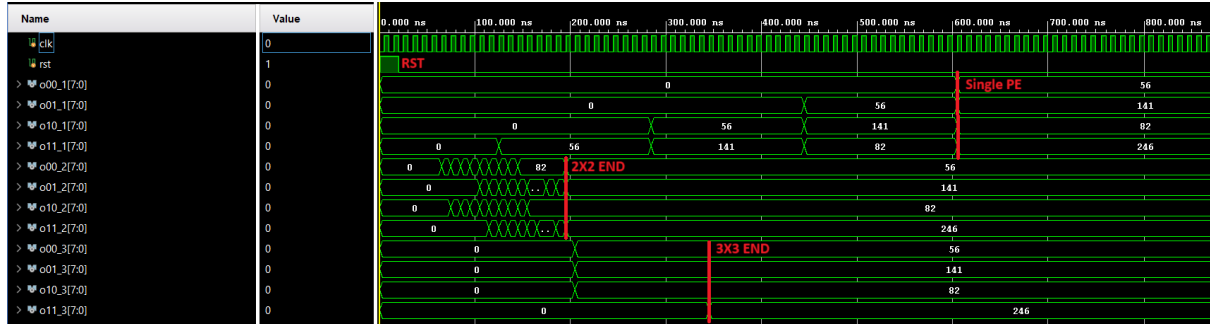 Name Value 0.000 ns 100.000 ns 200.000 ns 300.000 ns 400.000 ns 500.000 ns 600.000 ns 700.000 ns 800.000 ns
clk 0
rst 1 RST
> o00_1[7:0] 0 0 Single PE 56
> o01_1[7:0] 0 0 56 141
> o10_1[7:0] 0 0 56 141 82
> o11_1[7:0] 0 0 56 141 82 246
> o00_2[7:0] 0 0 82 2X2 END 56
> o01_2[7:0] 0 0 .. 141
> o10_2[7:0] 0 0 82
> o11_2[7:0] 0 0 .. 246
> o00_3[7:0] 0 0 3X3 END 56
> o01_3[7:0] 0 0 141
> o10_3[7:0] 0 0 82
> o11_3[7:0] 0 0 246